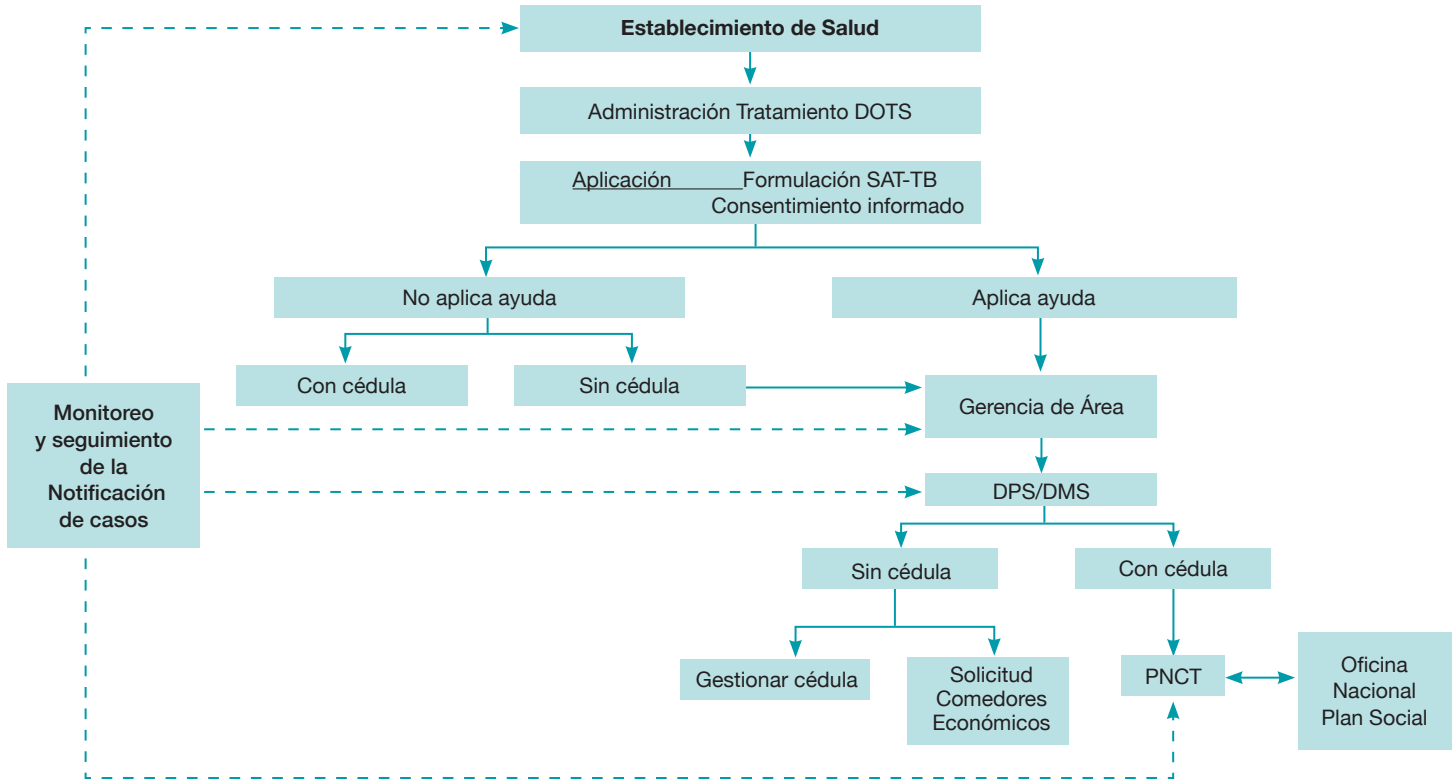 Establecimiento de Salud
Administración Tratamiento DOTS
Aplicación Formulación SAT-TB
Consentimiento informado
No aplica ayuda
Aplica ayuda
Con cédula
Sin cédula
Gerencia de Área
Monitoreo
y seguimiento
de la
Notificación
de casos
DPS/DMS
Sin cédula
Con cédula
Gestionar cédula
Solicitud
Comedores
Económicos
PNCT
Oficina
Nacional
Plan Social